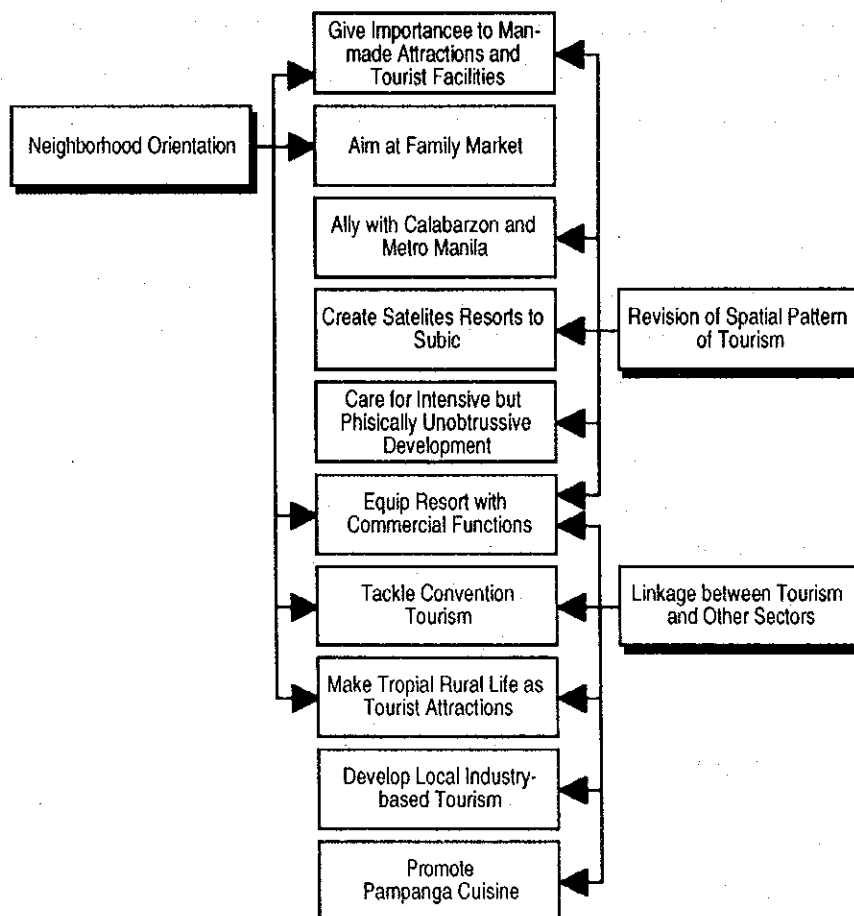 Give Importancee to Man-
made Attractions and
Tourist Facilities
Neighborhood Orientation
Aim at Family Market
Ally with Calabarzon and
Metro Manila
Create Satelites Resorts to
Subic
Revision of Spatial Pattern
of Tourism
Care for Intensive but
Phisically Unobtrussive
Development
Equip Resort with
Commercial Functions
Tackle Convention
Tourism
Linkage between Tourism
and Other Sectors
Make Tropial Rural Life as
Tourist Attractions
Develop Local Industry-
based Tourism
Promote
Pampanga Cuisine